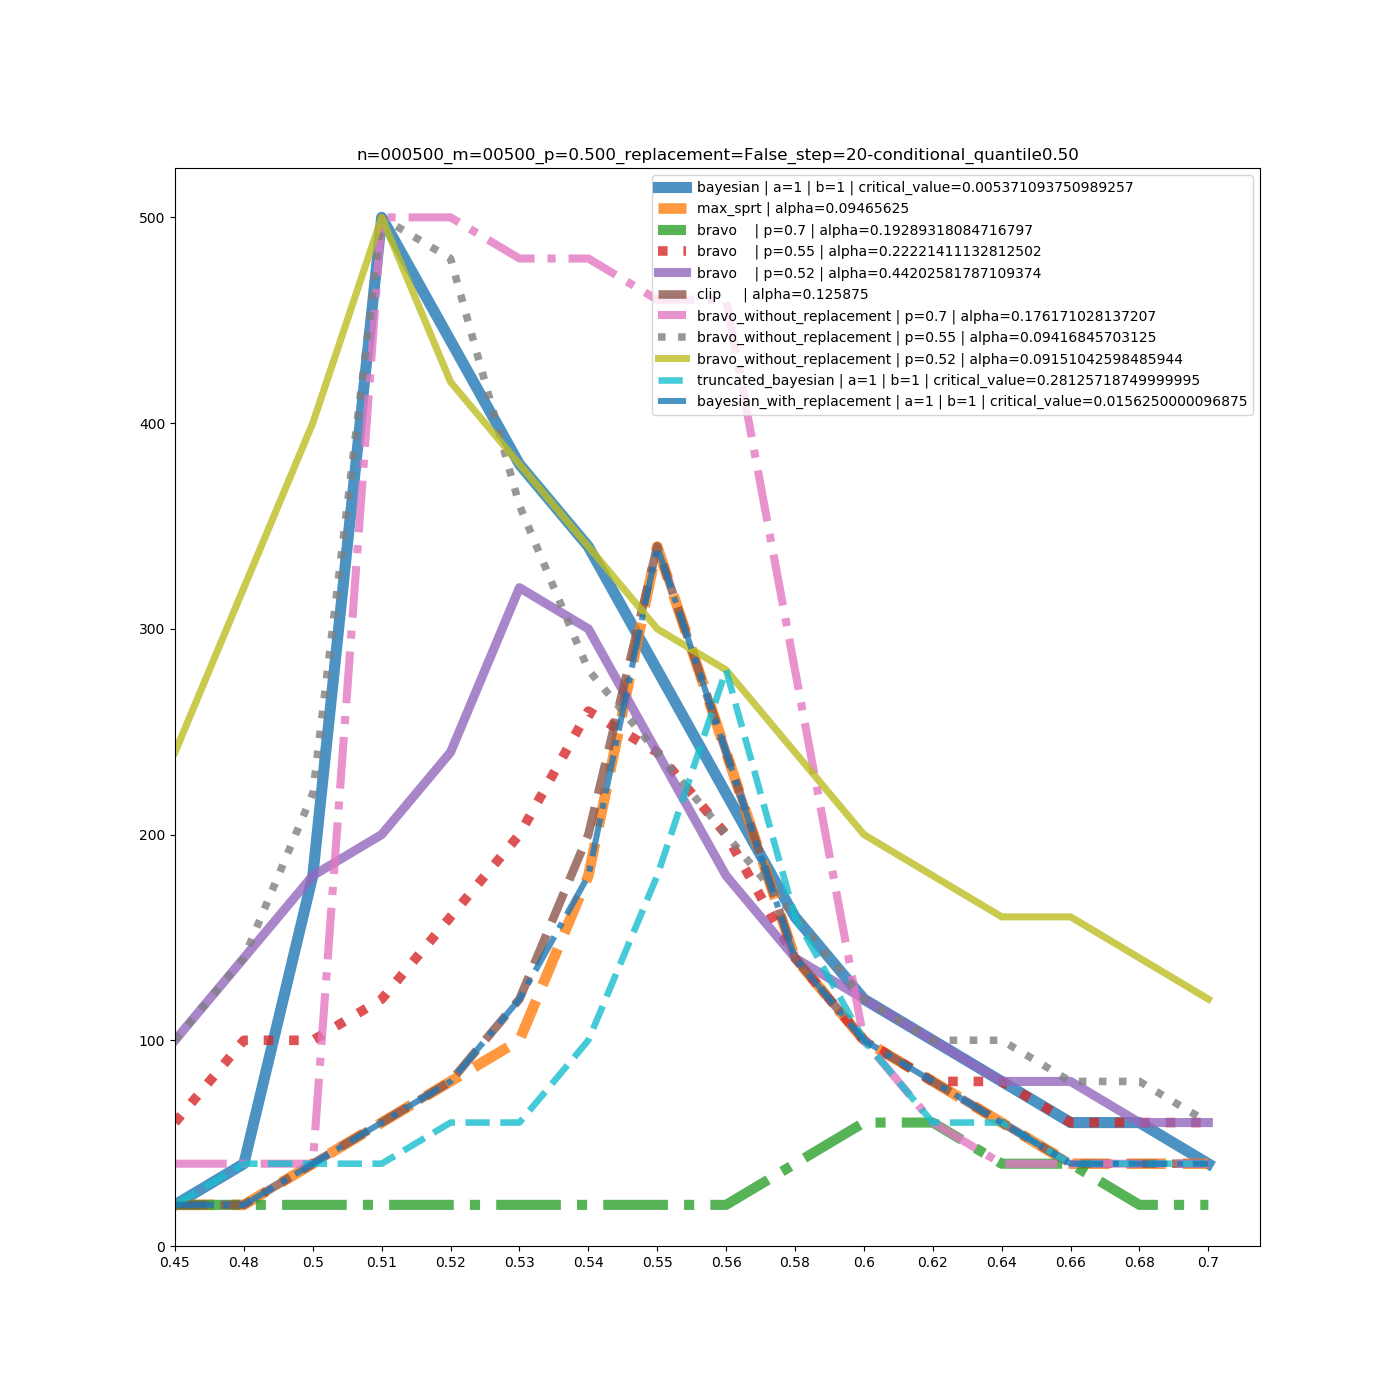 n=000500_m=00500_p=0.500_replacement=False_step=20-conditional_quantile0.50
bayesian | a=1 | b=1 | critical_value=0.005371093750989257
max_sprt | alpha=0.09465625
bravo | p=0.7 | alpha=0.19289318084716797
bravo | p=0.55 | alpha=0.22221411132812502
bravo | p=0.52 | alpha=0.44202581787109374
clip | alpha=0.125875
bravo_without_replacement | p=0.7 | alpha=0.176171028137207
bravo_without_replacement | p=0.55 | alpha=0.09416845703125
bravo_without_replacement | p=0.52 | alpha=0.09151042598485944
truncated_bayesian | a=1 | b=1 | critical_value=0.28125718749999995
bayesian_with_replacement | a=1 | b=1 | critical_value=0.0156250000096875
500
400
300
200
100
0
0.45 0.48 0.5 0.51 0.52 0.53 0.54 0.55 0.56 0.58 0.6 0.62 0.64 0.66 0.68 0.7